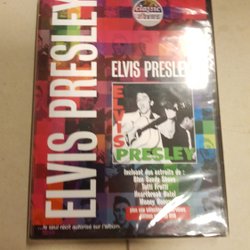 classic
albums
ELVIS PRESLEY
ELVIS PRESLEY
ELVIS
PRESLEY
Incluant des extraits de :
Blue Suede Shoes
Tutti Frutti
Heartbreak Hotel
Money Honey
...le seul récit autorisé sur l'album.